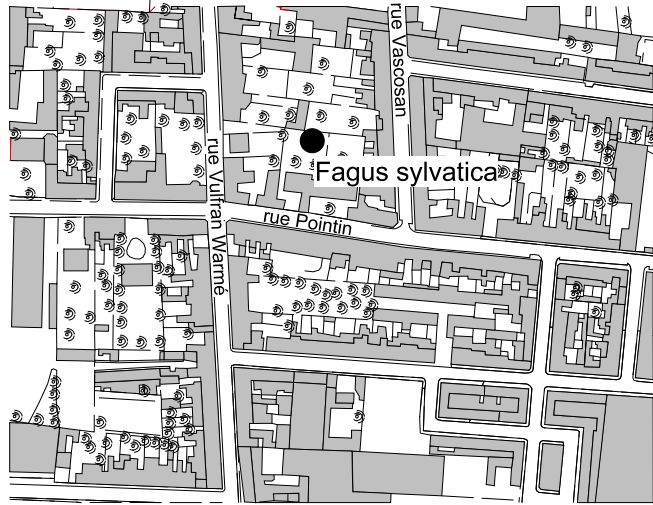 rue Vascosan
rue Vulfran Warmé
Fagus sylvatica
rue Pointin